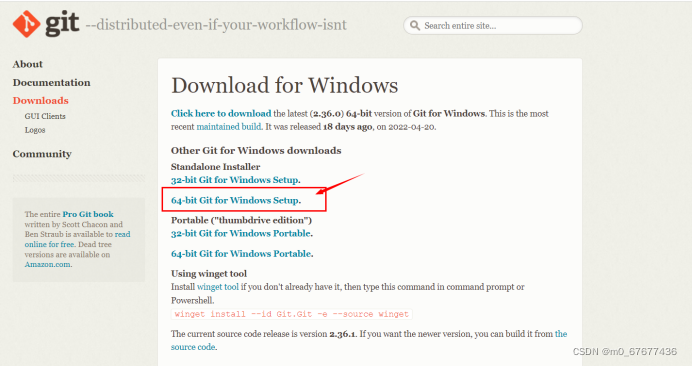 git --distributed-even-if-your-workflow-isnt
Search entire site...
About
Documentation
Downloads
GUI Clients
Logos
Community
The entire Pro Git book
written by Scott Chacon and
Ben Straub is available to read
online for free. Dead tree
versions are available on
Amazon.com.
Download for Windows
Click here to download the latest (2.36.0) 64-bit version of Git for Windows. This is the most
recent maintained build. It was released 18 days ago, on 2022-04-20.
Other Git for Windows downloads
Standalone Installer
32-bit Git for Windows Setup.
64-bit Git for Windows Setup.
Portable ("thumbdrive edition")
32-bit Git for Windows Portable.
64-bit Git for Windows Portable.
Using winget tool
Install winget tool if you don't already have it, then type this command in command prompt or
Powershell.
winget install --id Git.Git -e --source winget
The current source code release is version 2.36.1. If you want the newer version, you can build it from the
source code.
CSDN @m0_67677436